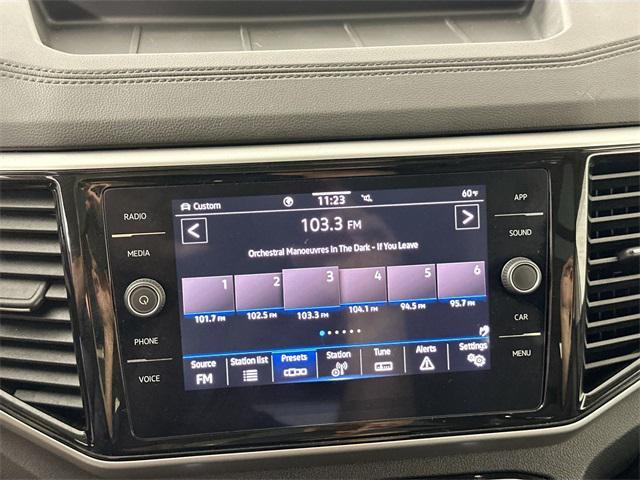 RADIO
MEDIA
PHONE
VOICE
Custom
11:23
60°F
<
103.3 FM
>
Orchestral Manoeuvres In The Dark - If You Leave
1 2 3 4 5 6
101.7 FM 102.5 FM 103.3 FM 104.1 FM 94.5 FM 95.7 FM
Source Station list Presets Station Tune Alerts Settings
FM
APP
SOUND
CAR
MENU